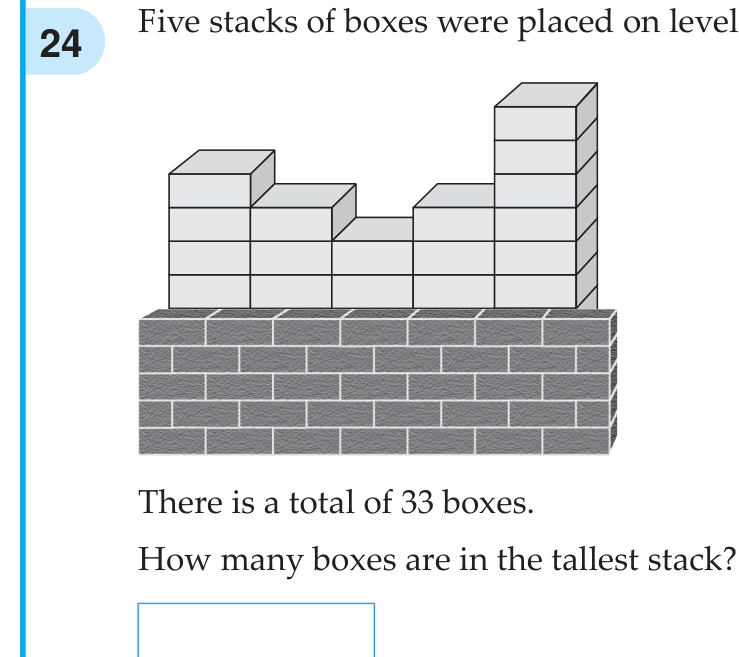 24
Five stacks of boxes were placed on level
There is a total of 33 boxes.
How many boxes are in the tallest stack?